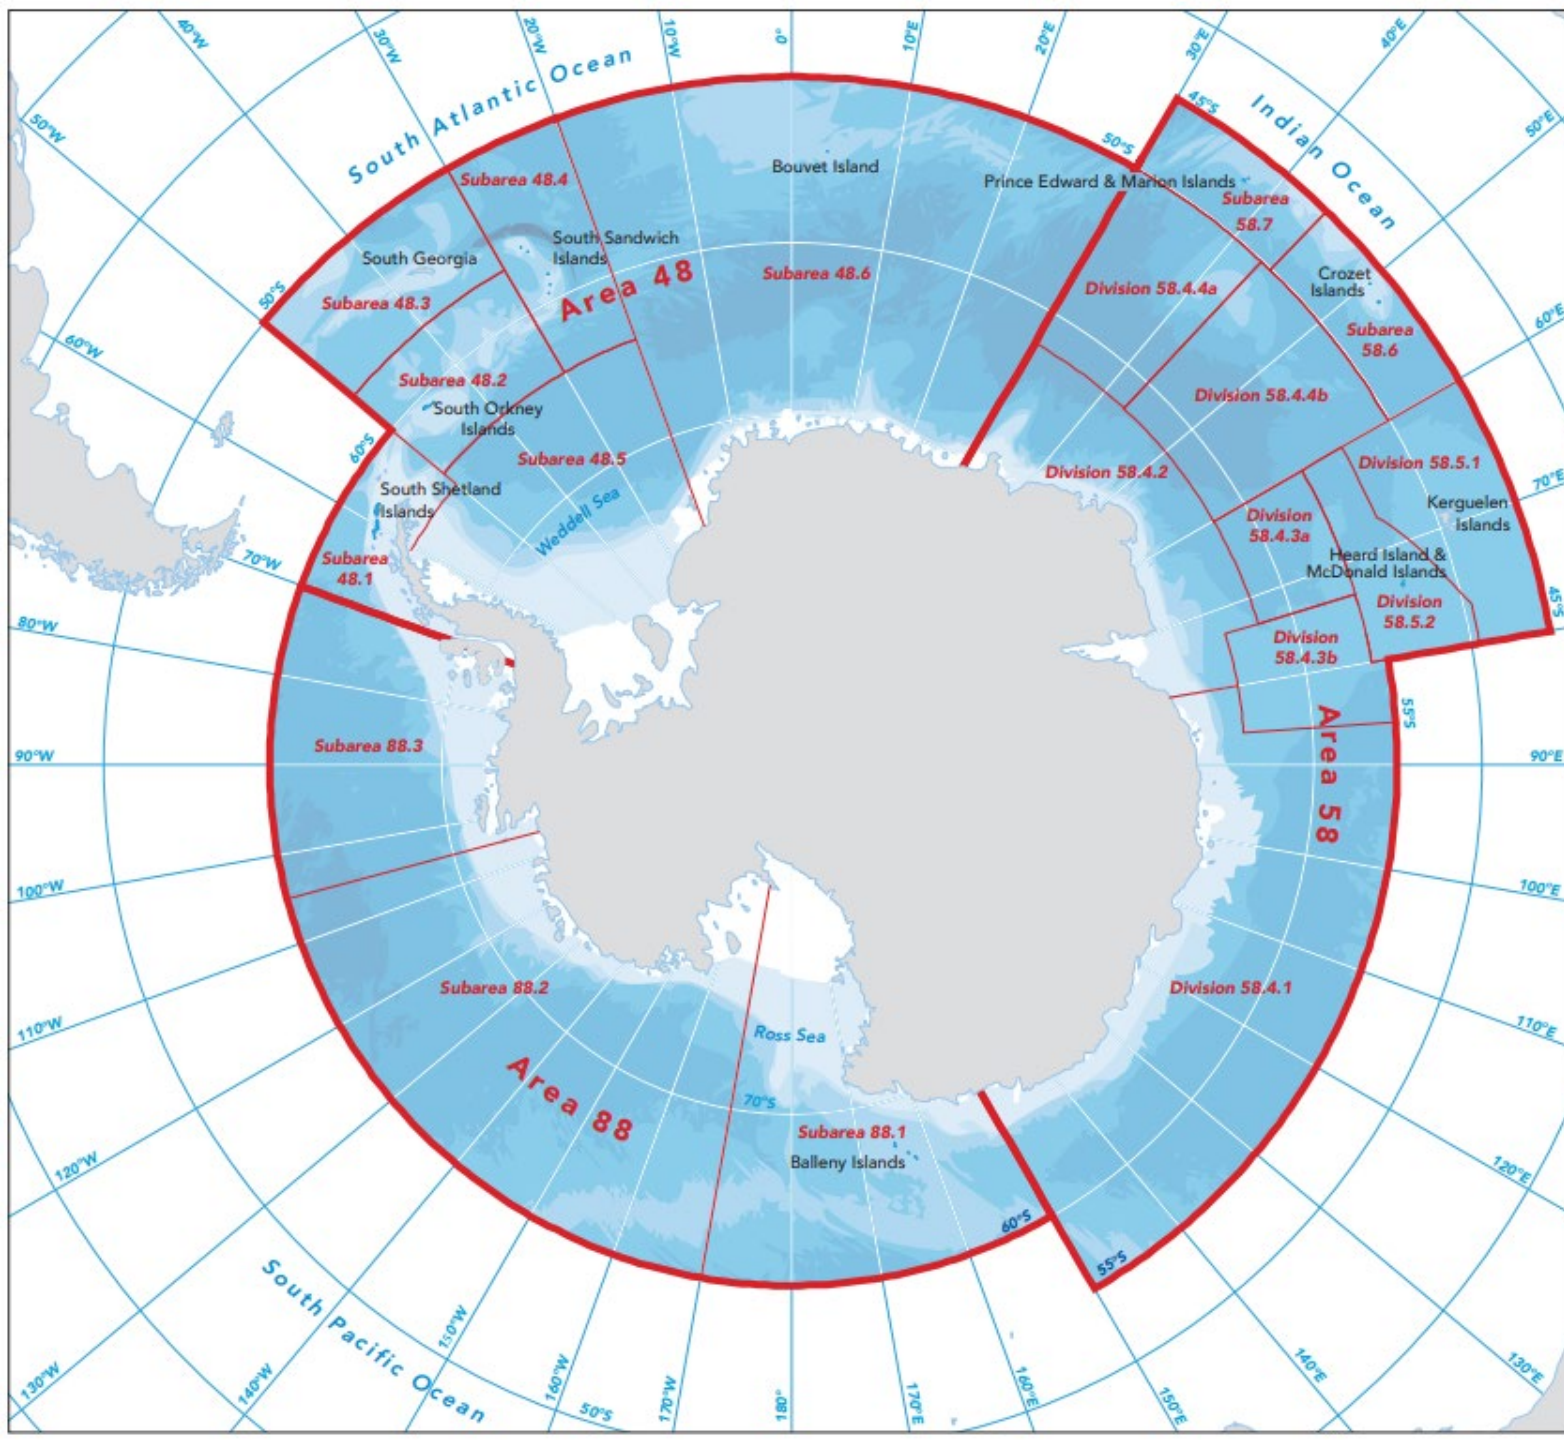 40°W
30°W
20°W
10°W
0°
10°E
20°E
30°E
40°E
50°E
60°E
70°E
90°E
100°E
110°E
120°E
130°E
140°E
150°E
160°E
170°E
180°
170°W
160°W
150°W
140°W
130°W
120°W
110°W
100°W
90°W
80°W
70°W
60°W
50°W
South Atlantic Ocean
Indian Ocean
South Pacific Ocean
50°S
45°S
50°S
60°S
45°S
55°S
55°S
60°S
50°S
70°S
Subarea 48.4
Bouvet Island
Prince Edward & Marion Islands
Subarea
58.7
South Georgia
South Sandwich
Islands
Area 48
Subarea 48.6
Subarea 48.3
Division 58.4.4a
Crozet
Islands
Subarea
58.6
Subarea 48.2
South Orkney
Islands
Division 58.4.4b
Subarea 48.5
Weddell Sea
Division 58.4.2
Division 58.5.1
Kerguelen
Islands
South Shetland
Islands
Division
58.4.3a
Heard Island &
McDonald Islands
Subarea
48.1
Division
58.5.2
Division
58.4.3b
Subarea 88.3
Area 58
Subarea 88.2
Division 58.4.1
Ross Sea
Area 88
Subarea 88.1
Balleny Islands